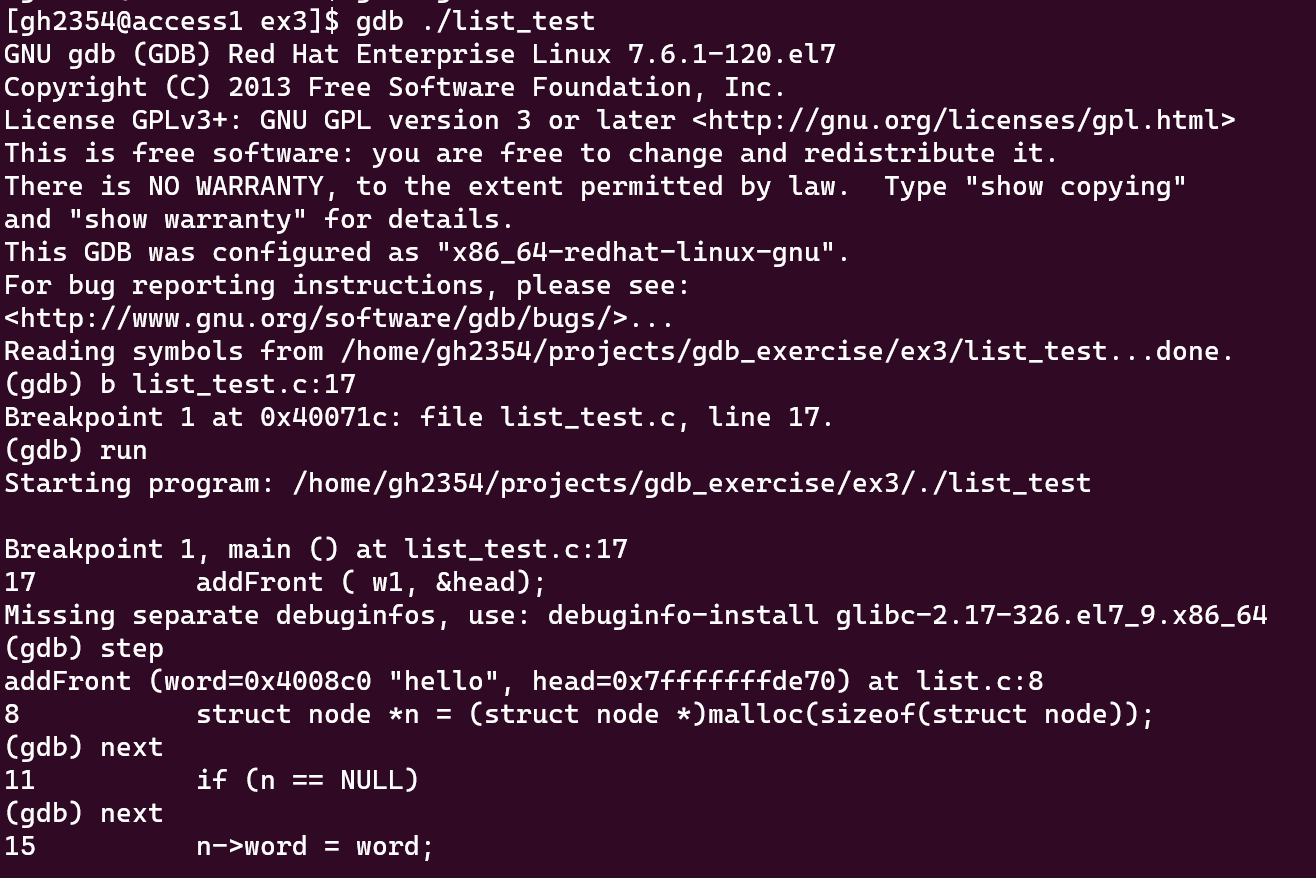 [gh2354@access1 ex3]$ gdb ./list_test
GNU gdb (GDB) Red Hat Enterprise Linux 7.6.1-120.el7
Copyright (C) 2013 Free Software Foundation, Inc.
License GPLv3+: GNU GPL version 3 or later <http://gnu.org/licenses/gpl.html>
This is free software: you are free to change and redistribute it.
There is NO WARRANTY, to the extent permitted by law.  Type "show copying"
and "show warranty" for details.
This GDB was configured as "x86_64-redhat-linux-gnu".
For bug reporting instructions, please see:
<http://www.gnu.org/software/gdb/bugs/>...
Reading symbols from /home/gh2354/projects/gdb_exercise/ex3/list_test...done.
(gdb) b list_test.c:17
Breakpoint 1 at 0x40071c: file list_test.c, line 17.
(gdb) run
Starting program: /home/gh2354/projects/gdb_exercise/ex3/./list_test

Breakpoint 1, main () at list_test.c:17
17          addFront ( w1, &head);
Missing separate debuginfos, use: debuginfo-install glibc-2.17-326.el7_9.x86_64
(gdb) step
addFront (word=0x4008c0 "hello", head=0x7fffffffde70) at list.c:8
8           struct node *n = (struct node *)malloc(sizeof(struct node));
(gdb) next
11          if (n == NULL)
(gdb) next
15          n->word = word;